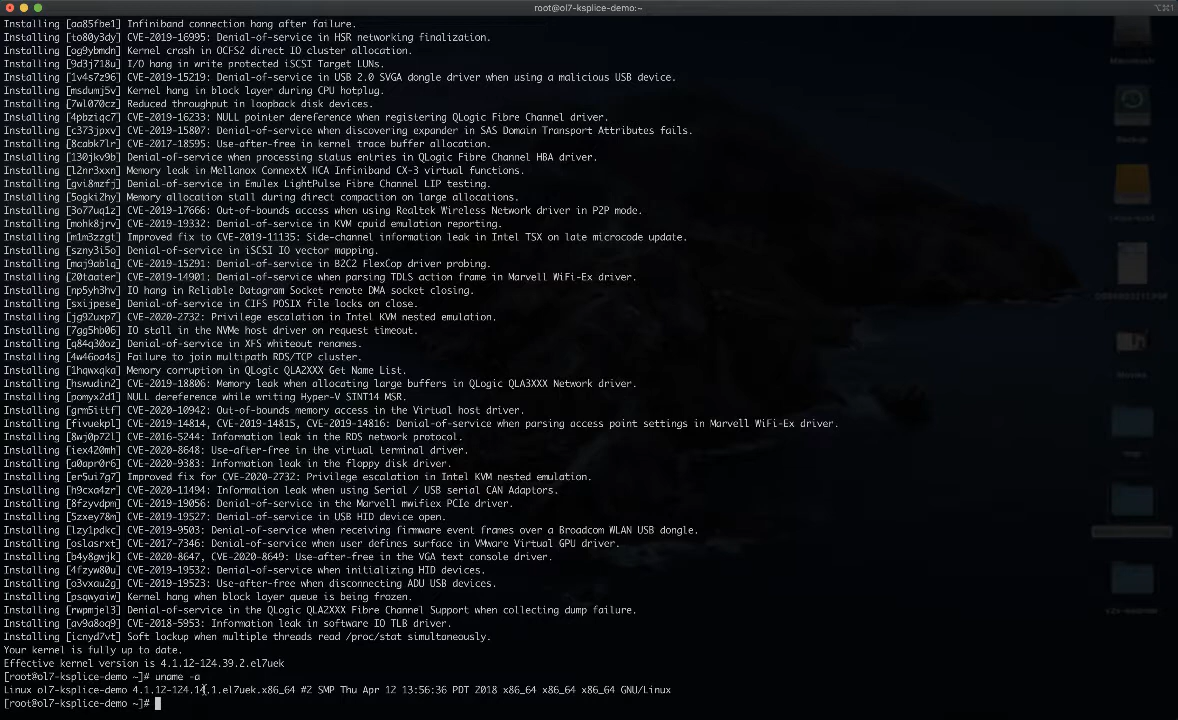 root@ol7-ksplice-demo:~
⌥⌘1
Installing [aa85fbe1] Infiniband connection hang after failure.
Installing [to80y3dy] CVE-2019-16995: Denial-of-service in HSR networking finalization.
Installing [og9ybmdn] Kernel crash in OCFS2 direct IO cluster allocation.
Installing [9d3j718u] I/O hang in write protected iSCSI Target LUNs.
Installing [1v4s7z96] CVE-2019-15219: Denial-of-service in USB 2.0 SVGA dongle driver when using a malicious USB device.
Installing [msdumj5v] Kernel hang in block layer during CPU hotplug.
Installing [7wl070cz] Reduced throughput in loopback disk devices.
Installing [4pbziqc7] CVE-2019-16233: NULL pointer dereference when registering QLogic Fibre Channel driver.
Installing [c373jpxv] CVE-2019-15807: Denial-of-service when discovering expander in SAS Domain Transport Attributes fails.
Installing [8cabk7lr] CVE-2017-18595: Use-after-free in kernel trace buffer allocation.
Installing [130jkv9b] Denial-of-service when processing status entries in QLogic Fibre Channel HBA driver.
Installing [l2nr3xxn] Memory leak in Mellanox ConnectX HCA Infiniband CX-3 virtual functions.
Installing [gvi8mzfj] Denial-of-service in Emulex LightPulse Fibre Channel LIP testing.
Installing [5ogki2hy] Memory allocation stall during direct compaction on large allocations.
Installing [3o77uq1z] CVE-2019-17666: Out-of-bounds access when using Realtek Wireless Network driver in P2P mode.
Installing [mohk8jrv] CVE-2019-19332: Denial-of-service in KVM cpuid emulation reporting.
Installing [m1m3zzgt] Improved fix to CVE-2019-11135: Side-channel information leak in Intel TSX on late microcode update.
Installing [szny3i5o] Denial-of-service in iSCSI IO vector mapping.
Installing [maj9ablq] CVE-2019-15291: Denial-of-service in B2C2 FlexCop driver probing.
Installing [20taater] CVE-2019-14901: Denial-of-service when parsing TDLS action frame in Marvell WiFi-Ex driver.
Installing [np5yh3hv] IO hang in Reliable Datagram Socket remote DMA socket closing.
Installing [sxijpese] Denial-of-service in CIFS POSIX file locks on close.
Installing [jg92uxp7] CVE-2020-2732: Privilege escalation in Intel KVM nested emulation.
Installing [7gg5hb06] IO stall in the NVMe host driver on request timeout.
Installing [q84q30oz] Denial-of-service in XFS whiteout renames.
Installing [4w46oa4s] Failure to join multipath RDS/TCP cluster.
Installing [1hqwxqka] Memory corruption in QLogic QLA2XXX Get Name List.
Installing [hswudin2] CVE-2019-18806: Memory leak when allocating large buffers in QLogic QLA3XXX Network driver.
Installing [pomyx2d1] NULL dereference while writing Hyper-V SINT14 MSR.
Installing [grm5ittf] CVE-2020-10942: Out-of-bounds memory access in the Virtual host driver.
Installing [fivuekpl] CVE-2019-14814, CVE-2019-14815, CVE-2019-14816: Denial-of-service when parsing access point settings in Marvell WiFi-Ex driver.
Installing [8wj0p72l] CVE-2016-5244: Information leak in the RDS network protocol.
Installing [iex420mh] CVE-2020-8648: Use-after-free in the virtual terminal driver.
Installing [a0apr0r6] CVE-2020-9383: Information leak in the floppy disk driver.
Installing [er5ui7g7] Improved fix for CVE-2020-2732: Privilege escalation in Intel KVM nested emulation.
Installing [h9cxa4zr] CVE-2020-11494: Information leak when using Serial / USB serial CAN Adaptors.
Installing [8fzyvdpn] CVE-2019-19056: Denial-of-service in the Marvell mwifiex PCIe driver.
Installing [5zxey78m] CVE-2019-19527: Denial-of-service in USB HID device open.
Installing [lzy1pdkc] CVE-2019-9503: Denial-of-service when receiving firmware event frames over a Broadcom WLAN USB dongle.
Installing [oslasrxt] CVE-2017-7346: Denial-of-service when user defines surface in VMware Virtual GPU driver.
Installing [b4y8gwjk] CVE-2020-8647, CVE-2020-8649: Use-after-free in the VGA text console driver.
Installing [4fzyw80u] CVE-2019-19532: Denial-of-service when initializing HID devices.
Installing [o3vxau2g] CVE-2019-19523: Use-after-free when disconnecting ADU USB devices.
Installing [psqwyaix] Kernel hang when block layer queue is being frozen.
Installing [rwpmjel3] Denial-of-service in the QLogic QLA2XXX Fibre Channel Support when collecting dump failure.
Installing [av9a8oq9] CVE-2018-5953: Information leak in software IO TLB driver.
Installing [icnyd7vt] Soft lockup when multiple threads read /proc/stat simultaneously.
Your kernel is fully up to date.
Effective kernel version is 4.1.12-124.39.2.el7uek
[root@ol7-ksplice-demo ~]# uname -a
Linux ol7-ksplice-demo 4.1.12-124.14.1.el7uek.x86_64 #2 SMP Thu Apr 12 13:56:36 PDT 2018 x86_64 x86_64 x86_64 GNU/Linux
[root@ol7-ksplice-demo ~]#
Backup
Movies